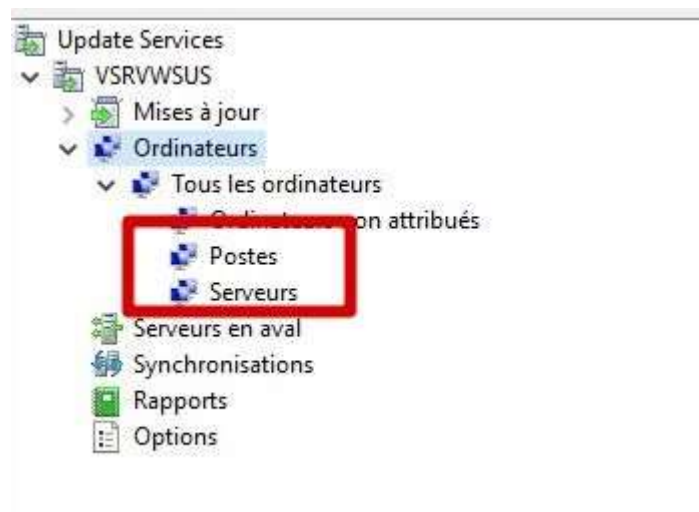 Update Services
VSRVWSUS
Mises à jour
Ordinateurs
Tous les ordinateurs
attribués
Postes
Serveurs
Serveurs en aval
Synchronisations
Rapports
Options